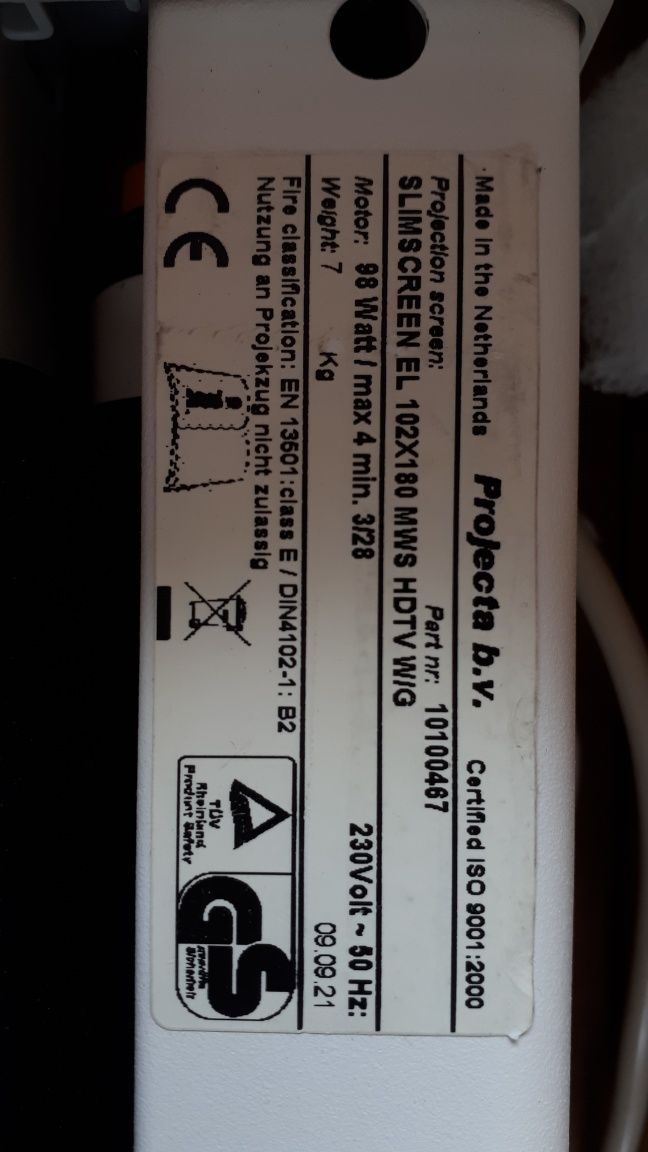 Made in the Netherlands Projecta b.v. Certified ISO 9001:2000
Projection screen: Part nr: 10100467
SLIMSCREEN EL 102X180 MWS HDTV W/G
Motor: 98 Watt / max 4 min. 3/28 230Volt ~ 50 Hz:
Weight: 7 Kg 09.09.21
Fire classification: EN 13501:class E / DIN4102-1: B2
Nutzung an Projekzug nicht zulassig
CE
TÜV
Rheinland
Product Safety
GS
geprüfte
Sicherheit